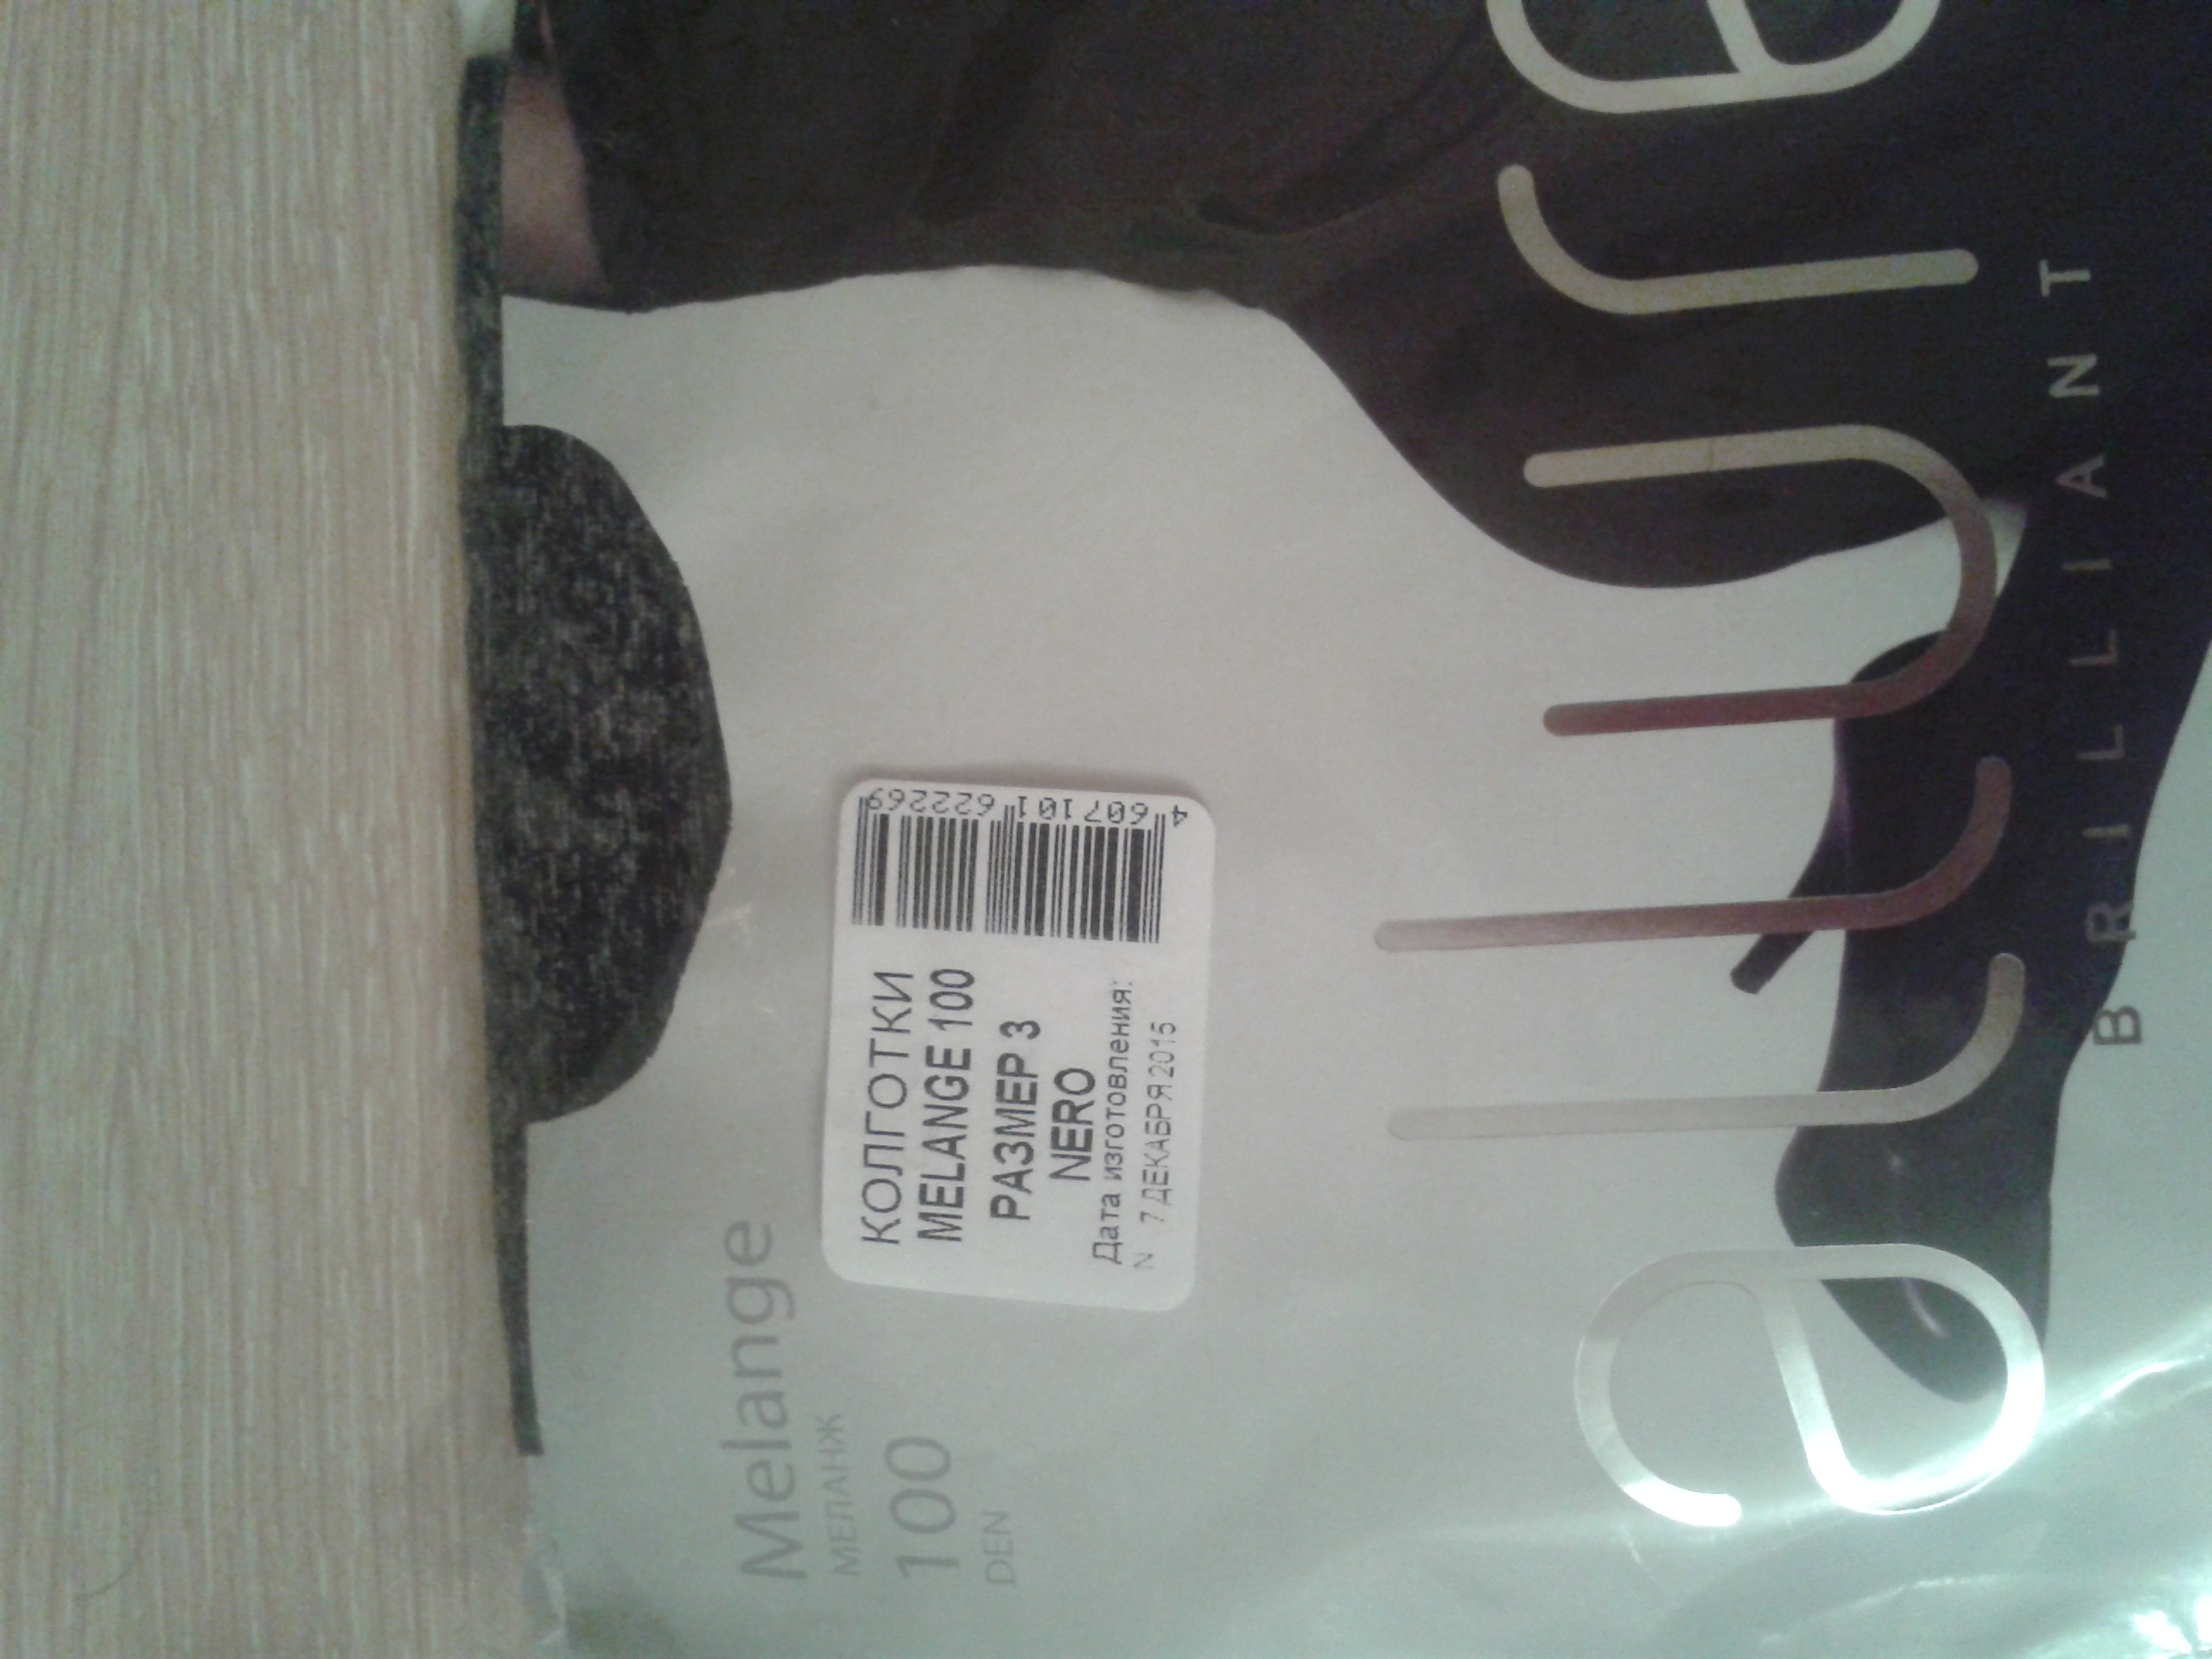 Melange
МЕЛАНЖ
100
DEN
КОЛГОТКИ
MELANGE 100
РАЗМЕР 3
NERO
Дата изготовления:
N 7 ДЕКАБРЯ 2015
4 607101 622269
ellure
BRILLIANT